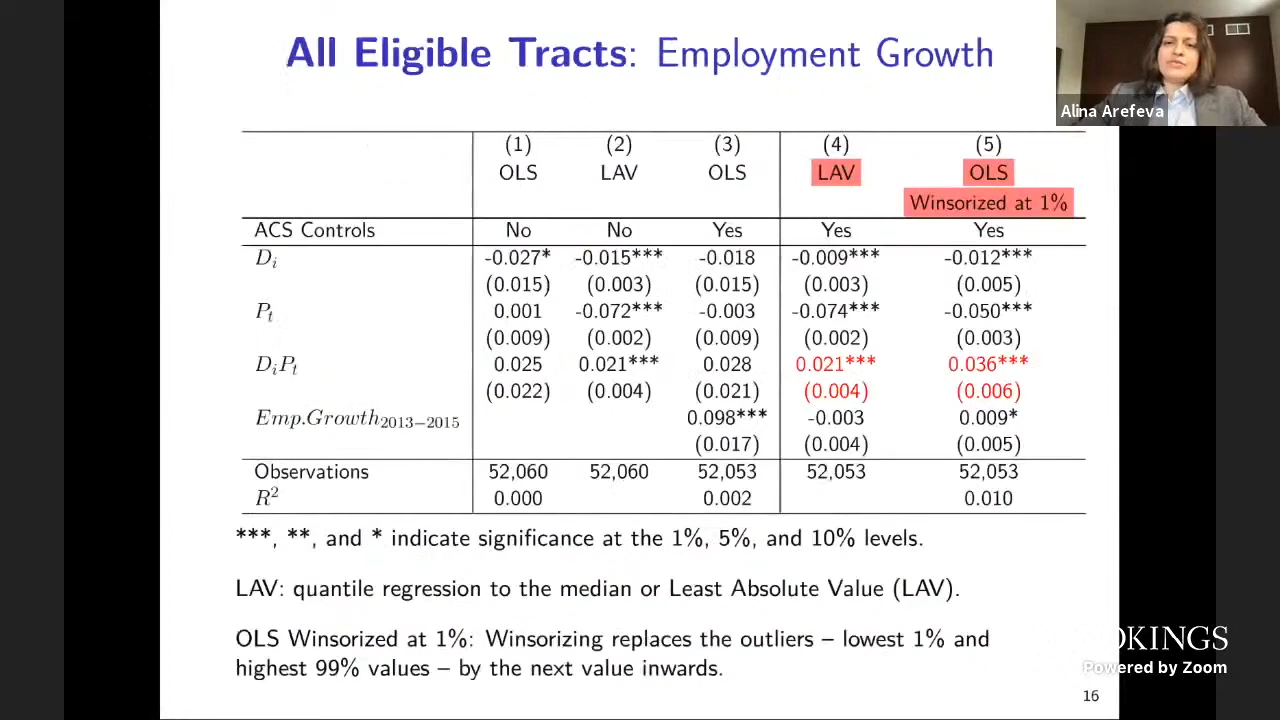 All Eligible Tracts: Employment Growth
Alina Arefeva
(1) (2) (3) (4) (5)
OLS LAV OLS LAV OLS
Winsorized at 1%
ACS Controls No No Yes Yes Yes
D_i -0.027* -0.015*** -0.018 -0.009*** -0.012***
(0.015) (0.003) (0.015) (0.003) (0.005)
P_t 0.001 -0.072*** -0.003 -0.074*** -0.050***
(0.009) (0.002) (0.009) (0.002) (0.003)
D_iP_t 0.025 0.021*** 0.028 0.021*** 0.036***
(0.022) (0.004) (0.021) (0.004) (0.006)
Emp.Growth_2013−2015 0.098*** -0.003 0.009*
(0.017) (0.004) (0.005)
Observations 52,060 52,060 52,053 52,053 52,053
R² 0.000 0.002 0.010
***, **, and * indicate significance at the 1%, 5%, and 10% levels.
LAV: quantile regression to the median or Least Absolute Value (LAV).
OLS Winsorized at 1%: Winsorizing replaces the outliers – lowest 1% and
highest 99% values – by the next value inwards.
OKINGS
Powered by Zoom
16